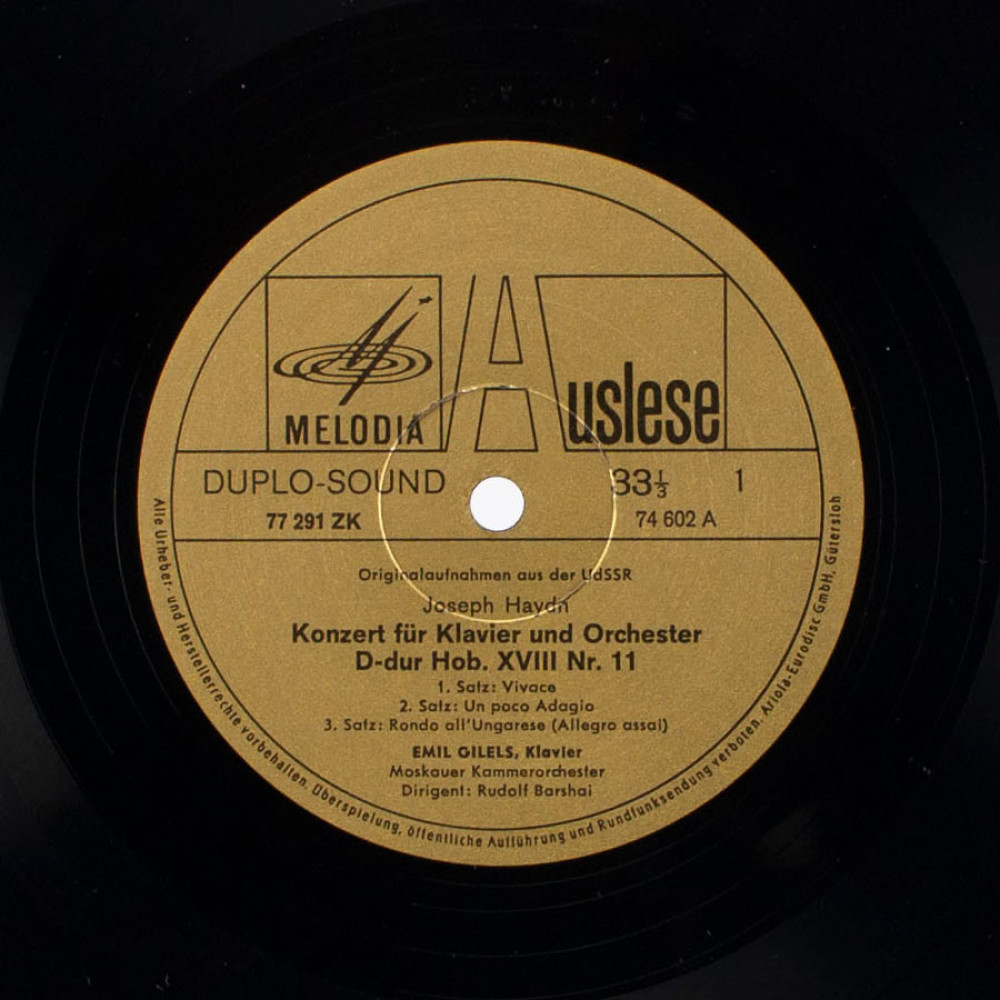 MELODIA
Auslese
DUPLO-SOUND 33⅓ 1
77 291 ZK 74 602 A
Originalaufnahmen aus der UdSSR
Joseph Haydn
Konzert für Klavier und Orchester
D-dur Hob. XVIII Nr. 11
1. Satz: Vivace
2. Satz: Un poco Adagio
3. Satz: Rondo all'Ungarese (Allegro assai)
EMIL GILELS, Klavier
Moskauer Kammerorchester
Dirigent: Rudolf Barshai
Alle Urheber- und Herstellerrechte vorbehalten. Überspielung, öffentliche Aufführung und Rundfunksendung verboten. Ariola-Eurodisc GmbH, Gütersloh